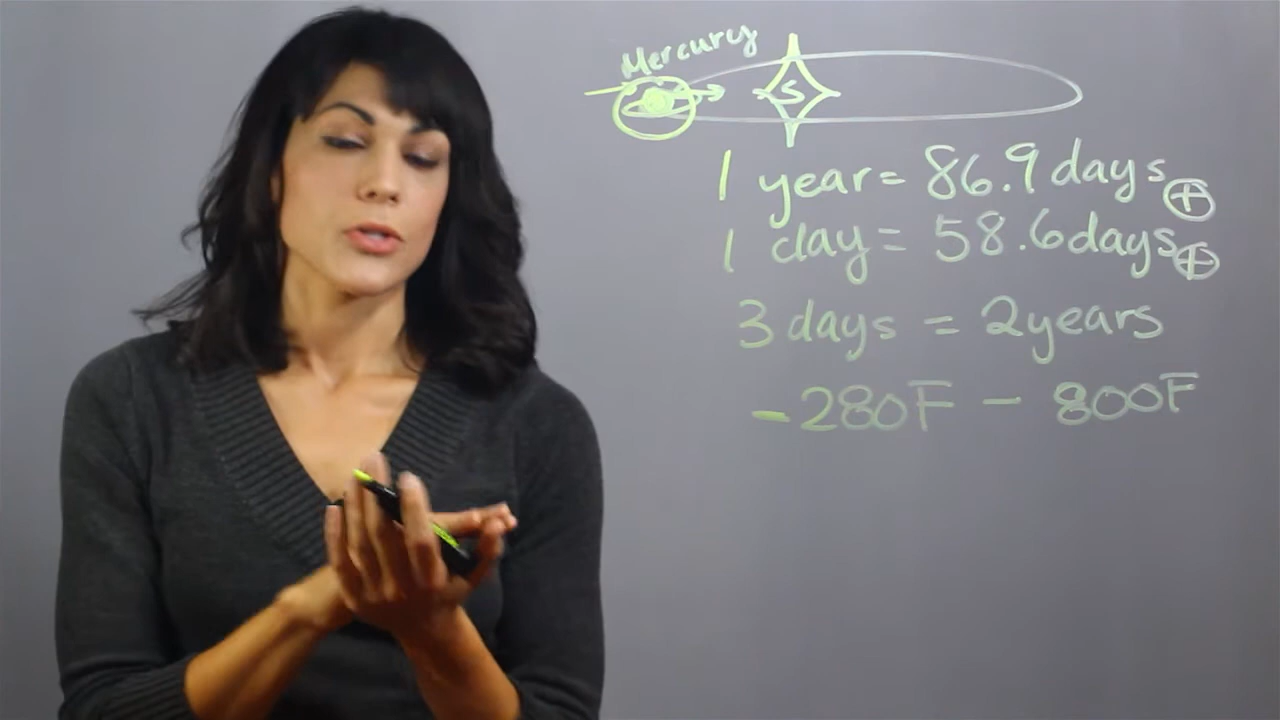 Mercury
S
1 year = 86.9 days ⊕
1 day = 58.6 days ⊕
3 days = 2 years
-280F - 800F